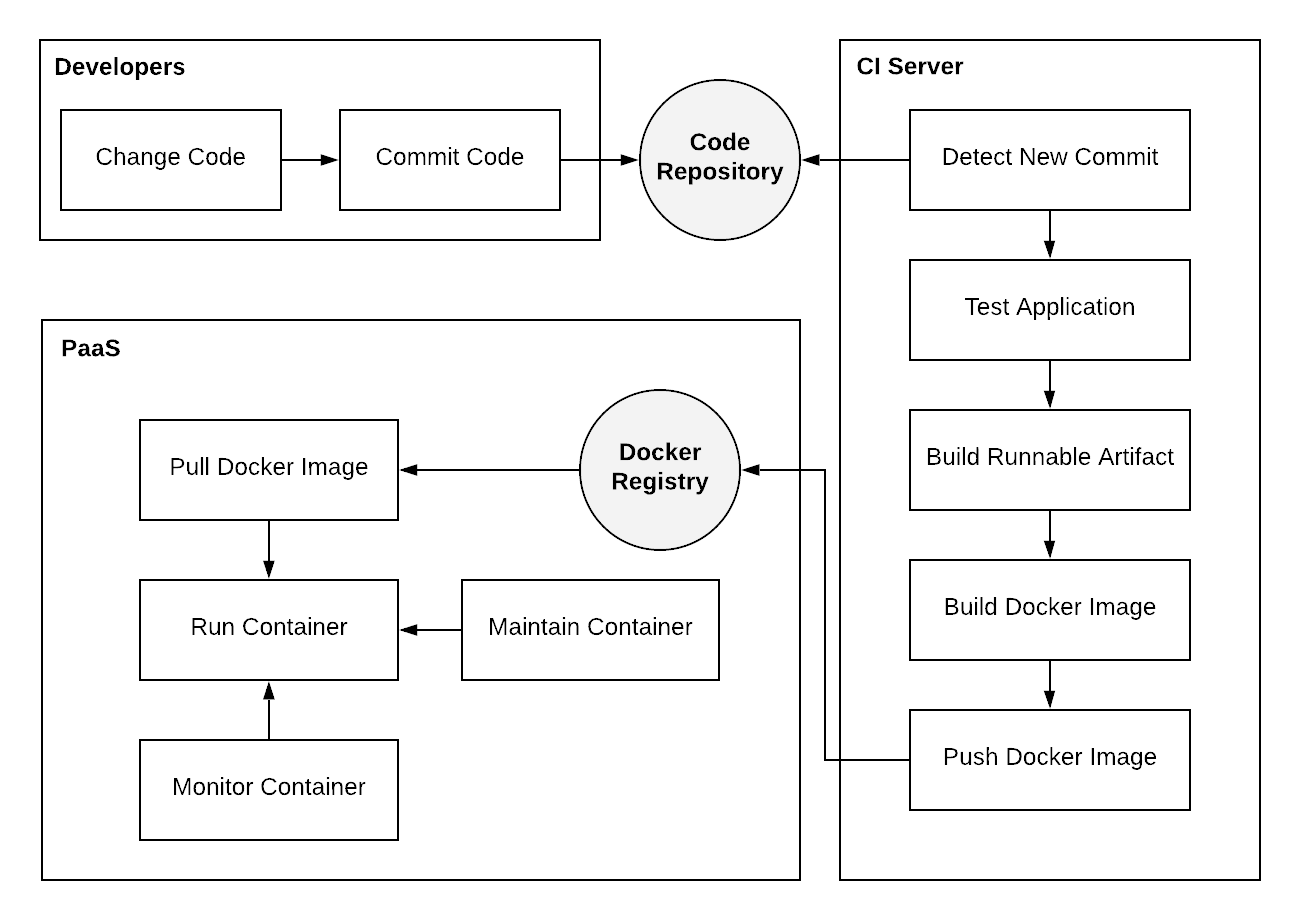 Developers
Change Code
Commit Code
Code
Repository
CI Server
Detect New Commit
Test Application
Build Runnable Artifact
Build Docker Image
Push Docker Image
PaaS
Docker
Registry
Pull Docker Image
Run Container
Maintain Container
Monitor Container